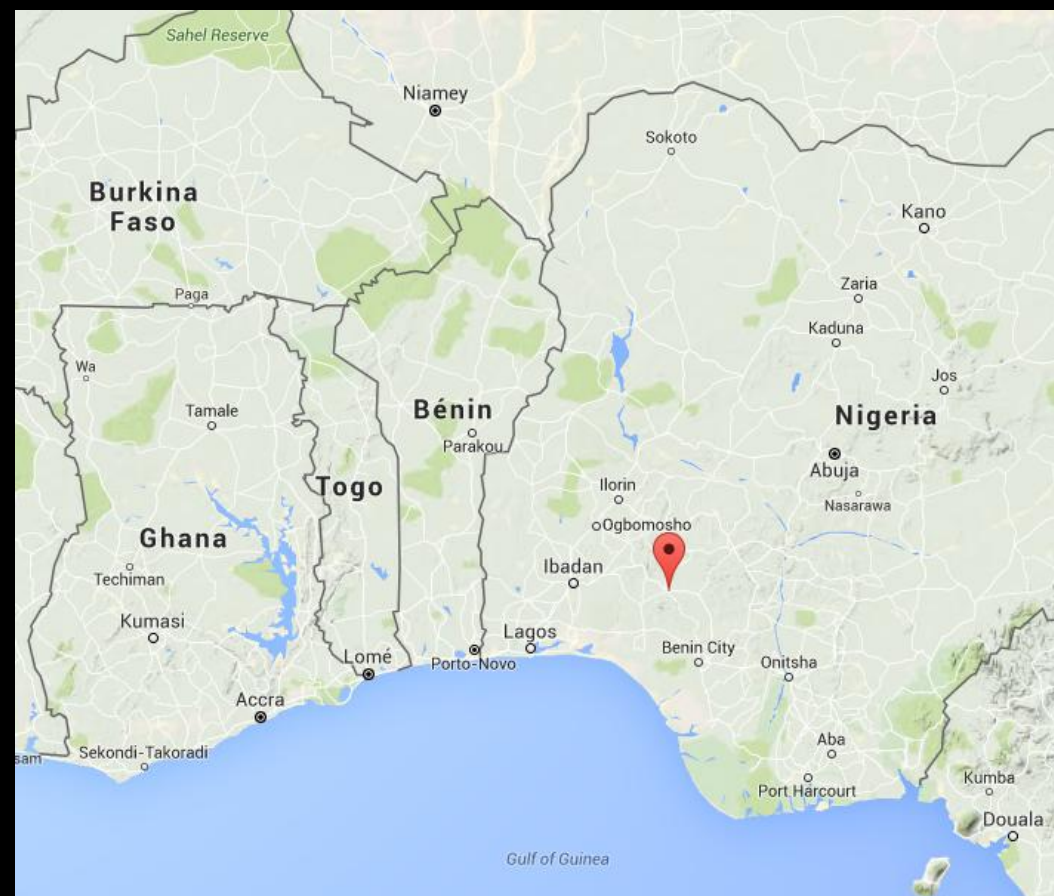 Sahel Reserve
Niamey
Sokoto
Burkina
Faso
Kano
Zaria
Paga
Kaduna
Wa
Jos
Tamale
Bénin
Nigeria
Parakou
Abuja
Togo
Ilorin
Nasarawa
Ogbomosho
Ghana
Ibadan
Techiman
Kumasi
Lagos
Benin City
Lomé
Porto-Novo
Onitsha
Accra
Aba
Sekondi-Takoradi
sam
Kumba
Port Harcourt
Douala
Gulf of Guinea